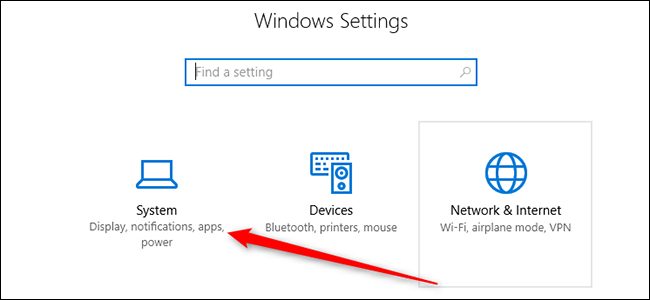 Windows Settings
Find a setting
System
Display, notifications, apps,
power
Devices
Bluetooth, printers, mouse
Network & Internet
Wi-Fi, airplane mode, VPN